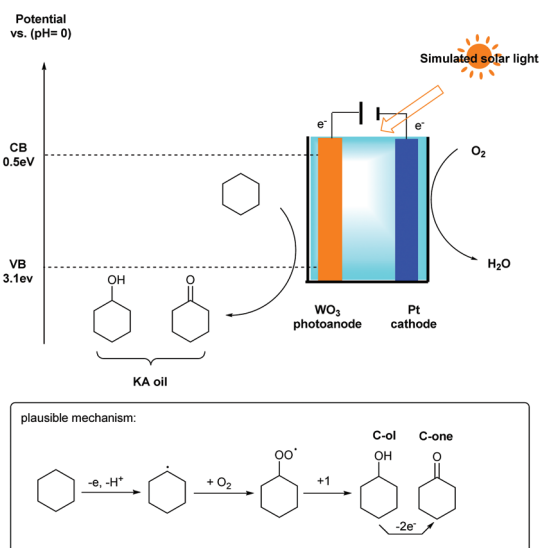 Potential
vs. (pH= 0)
Simulated solar light
e-
e-
CB
0.5eV
O2
VB
3.1ev
H2O
OH
O
WO3
photoanode
Pt
cathode
KA oil
plausible mechanism:
C-ol
C-one
OO•
OH
O
-e, -H+
+ O2
+1
-2e-